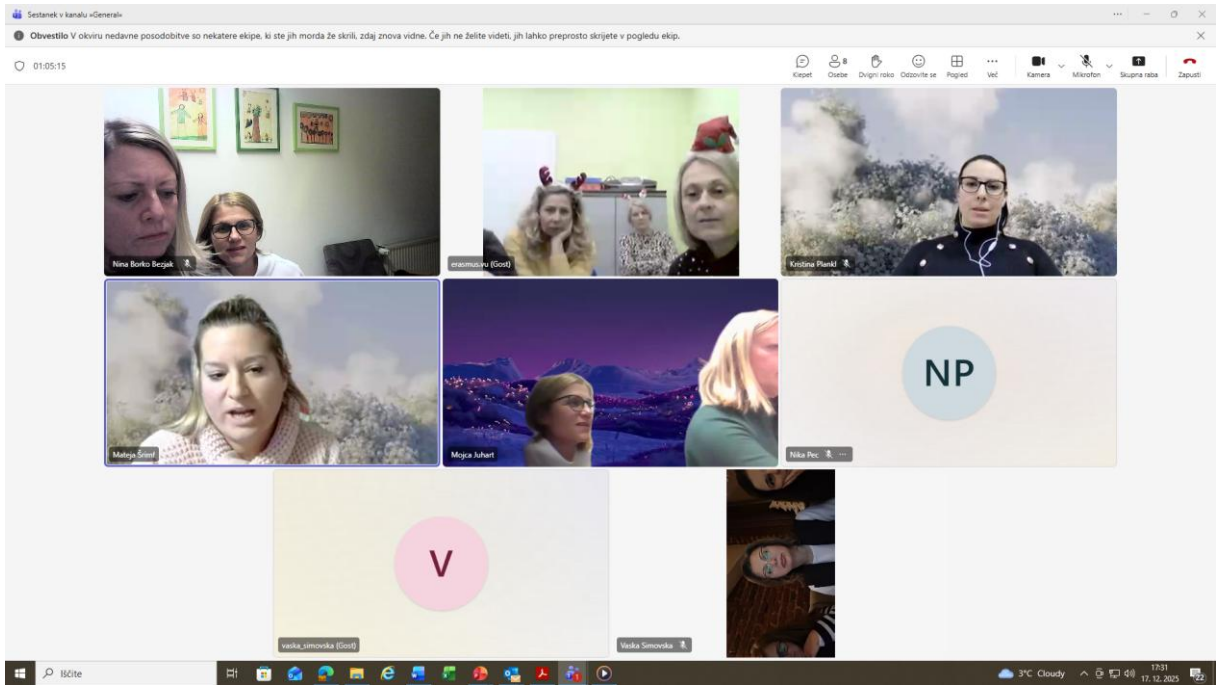 Sestanek v kanalu »General«
Obvestilo V okviru nedavne posodobitve so nekatere ekipe, ki ste jih morda že skrili, zdaj znova vidne. Če jih ne želite videti, jih lahko preprosto skrijete v pogledu ekip.
01:05:15
8
Klepet Osebe Dvigni roko Odzovite se Pogled Več Kamera Mikrofon Skupna raba Zapusti
Nina Borko Bezjak
erasmus.vu (Gost)
Kristina Plankl
Mateja Šrimf
Mojca Juhart
NP
Nika Pec
V
vaska_simovska (Gost)
Vaska Simovska
Iščite
3°C Cloudy
17:31
17. 12. 2025
22